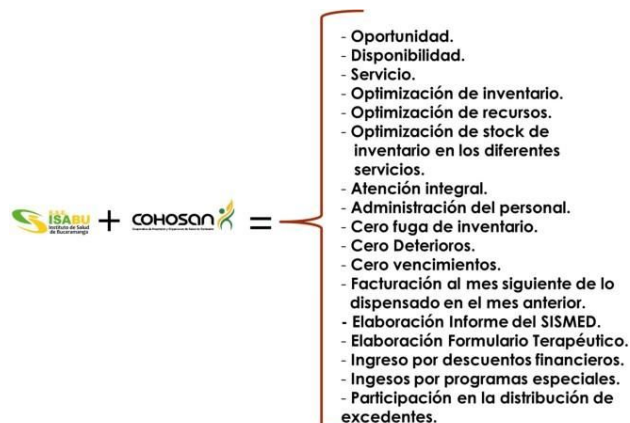 - Oportunidad.
- Disponibilidad.
- Servicio.
- Optimización de inventario.
- Optimización de recursos.
- Optimización de stock de
inventario en los diferentes
servicios.
- Atención integral.
- Administración del personal.
- Cero fuga de inventario.
- Cero Deterioros.
- Cero vencimientos.
- Facturación al mes siguiente de lo
dispensado en el mes anterior.
- Elaboración Informe del SISMED.
- Elaboración Formulario Terapéutico.
- Ingreso por descuentos financieros.
- Ingesos por programas especiales.
- Participación en la distribución de
excedentes.
E.S.E.
ISABU
Instituto de Salud
de Bucaramanga
+
COHOSAN
=